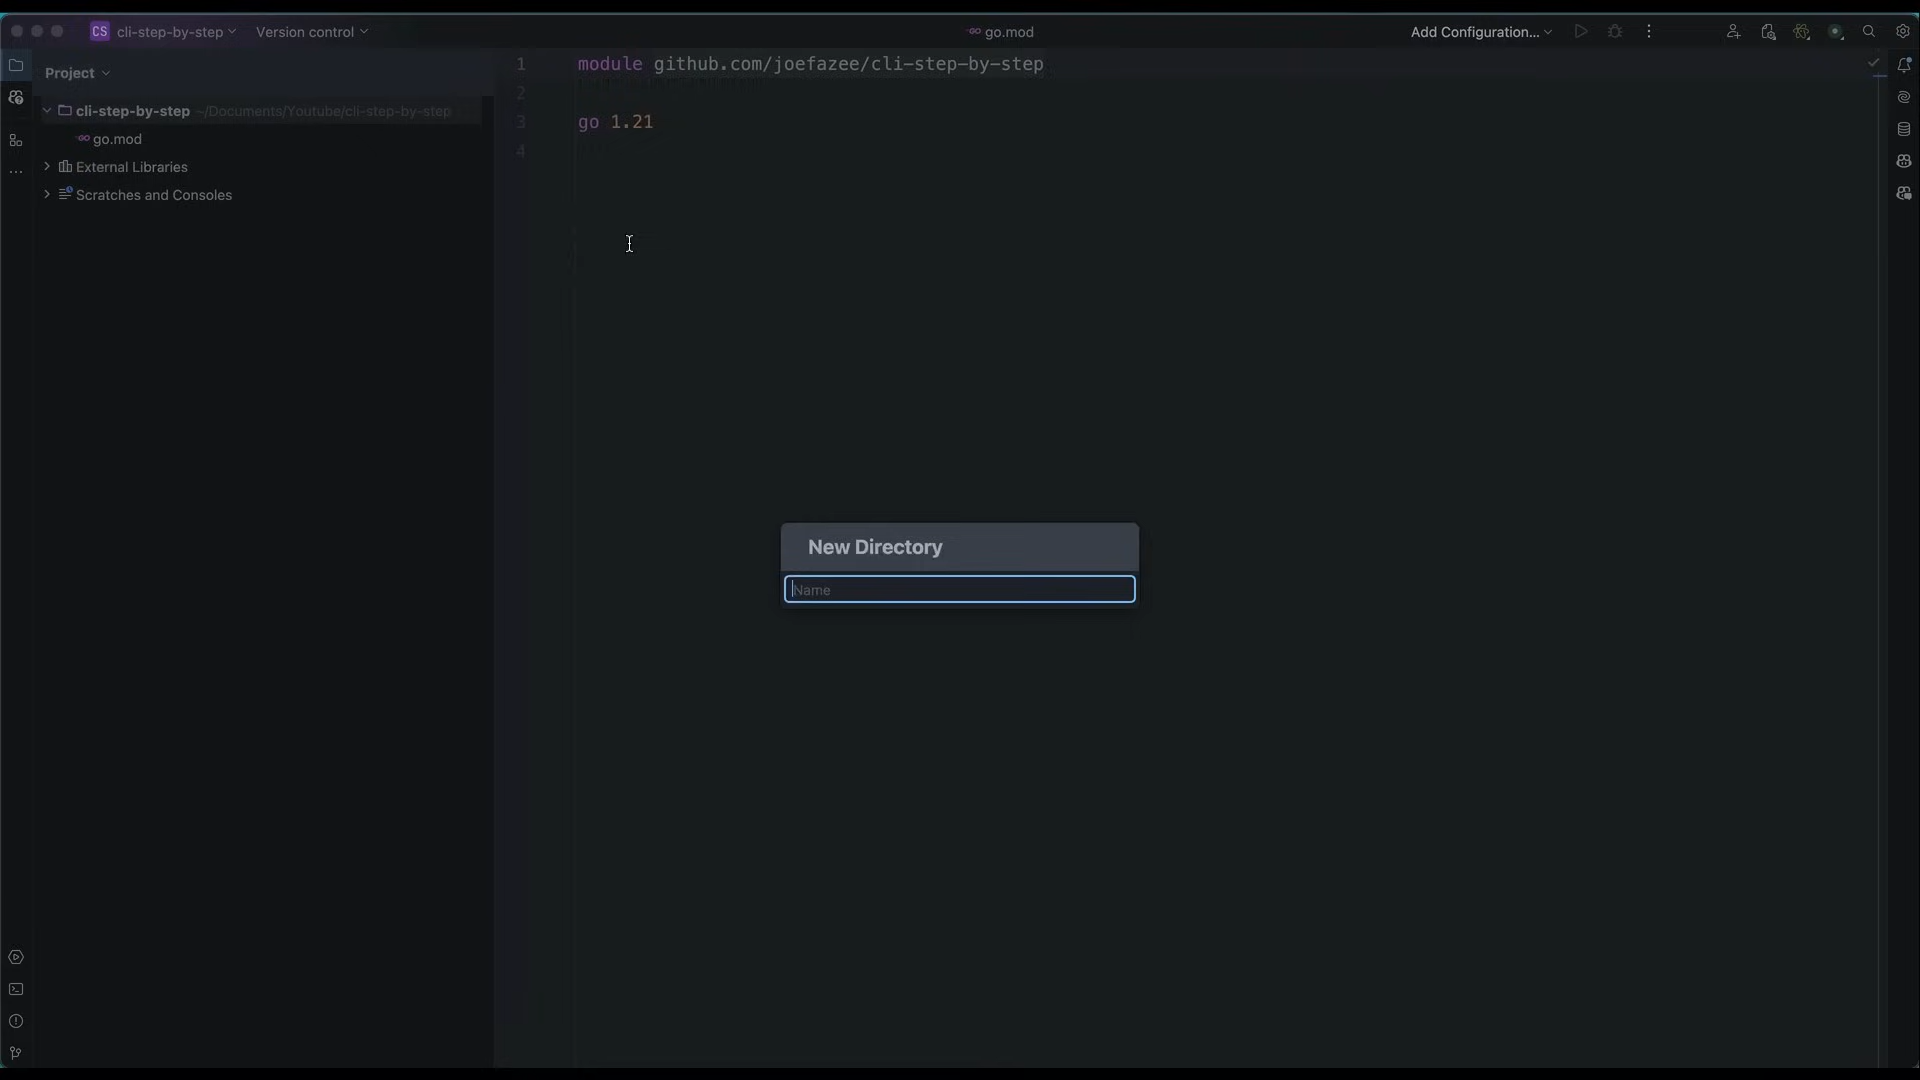 CS cli-step-by-step Version control go.mod Add Configuration...
Project
cli-step-by-step ~/Documents/Youtube/cli-step-by-step
go.mod
External Libraries
Scratches and Consoles
1 module github.com/joefazee/cli-step-by-step
2
3 go 1.21
4
New Directory
Name